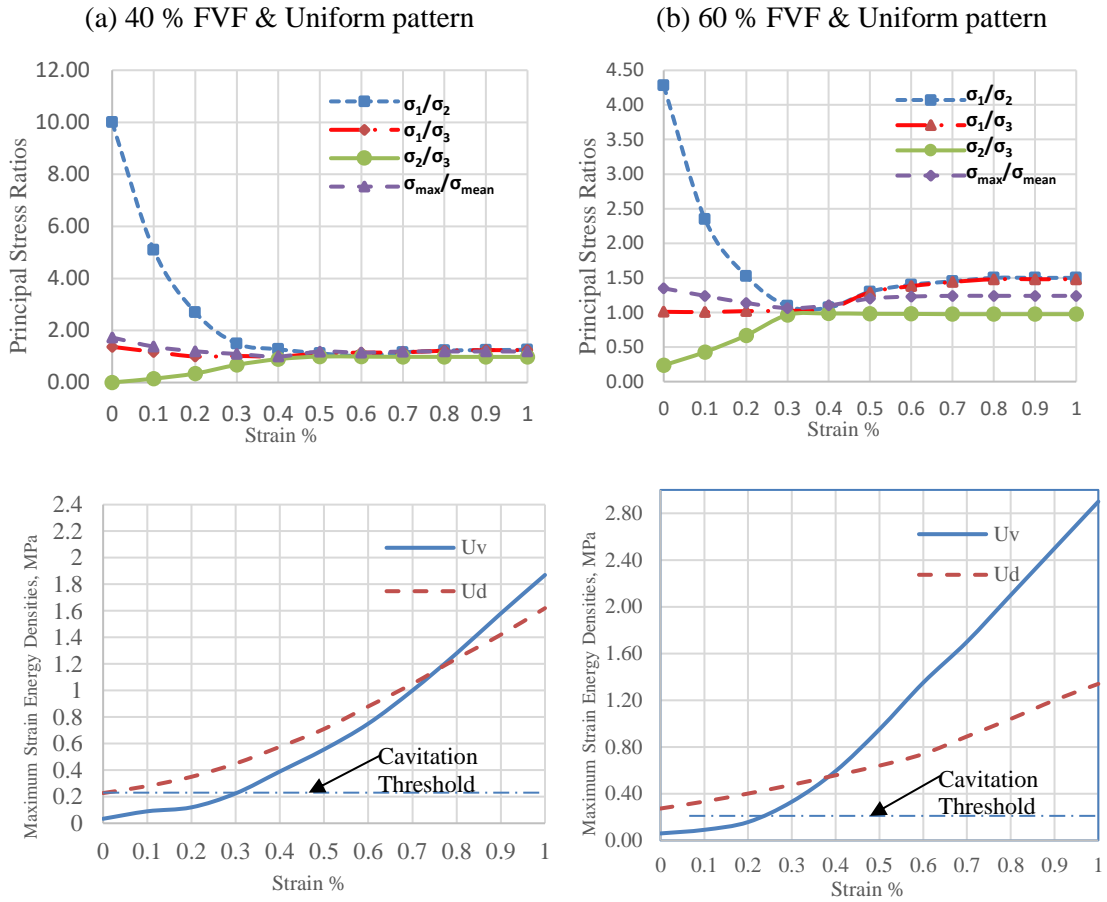 (a) 40 % FVF & Uniform pattern
(b) 60 % FVF & Uniform pattern
Principal Stress Ratios
12.00
10.00
8.00
6.00
4.00
2.00
0.00
σ1/σ2
σ1/σ3
σ2/σ3
σmax/σmean
0 0.1 0.2 0.3 0.4 0.5 0.6 0.7 0.8 0.9 1
Strain %
Principal Stress Ratios
4.50
4.00
3.50
3.00
2.50
2.00
1.50
1.00
0.50
0.00
σ1/σ2
σ1/σ3
σ2/σ3
σmax/σmean
0 0.1 0.2 0.3 0.4 0.5 0.6 0.7 0.8 0.9 1
Strain %
Maximum Strain Energy Densities, MPa
2.4
2.2
2
1.8
1.6
1.4
1.2
1
0.8
0.6
0.4
0.2
0
Uv
Ud
Cavitation
Threshold
0 0.1 0.2 0.3 0.4 0.5 0.6 0.7 0.8 0.9 1
Strain %
Maximum Strain Energy Densities, MPa
2.80
2.40
2.00
1.60
1.20
0.80
0.40
0.00
Uv
Ud
Cavitation
Threshold
0 0.1 0.2 0.3 0.4 0.5 0.6 0.7 0.8 0.9 1
Strain %